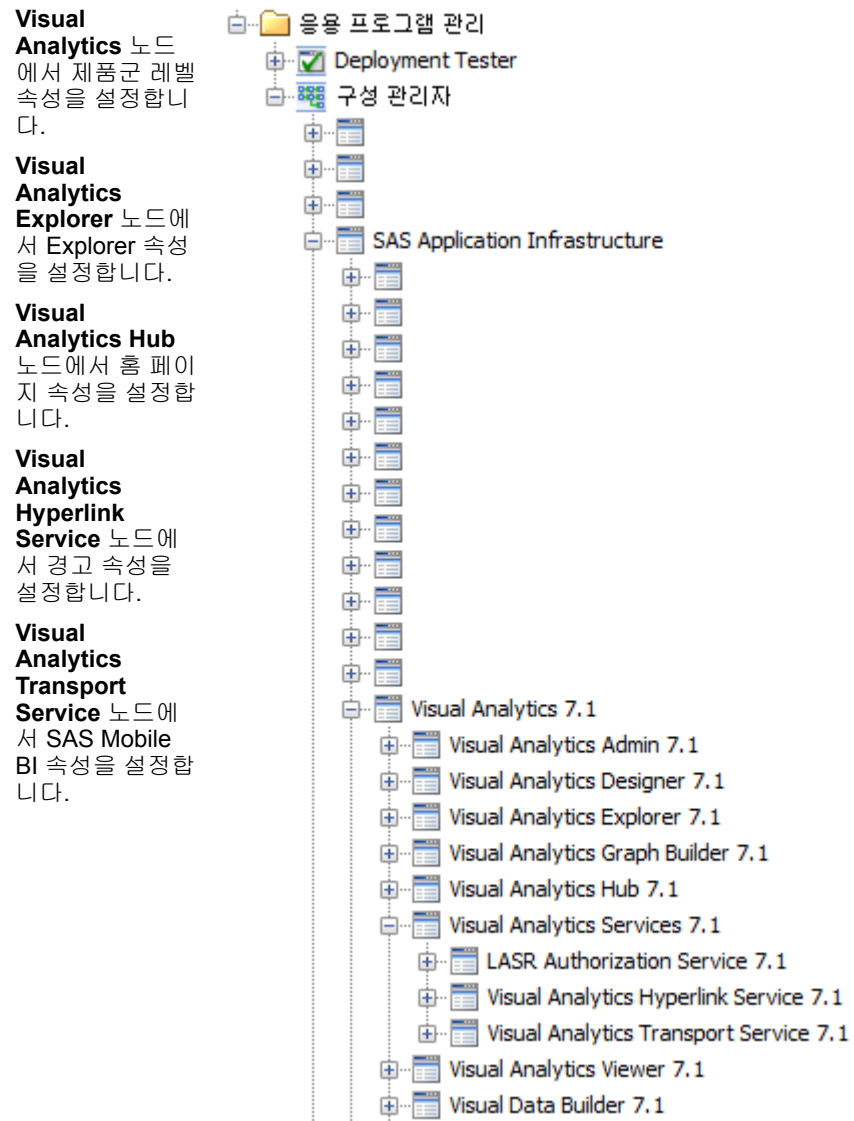 Visual
Analytics 노드
에서 제품군 레벨
속성을 설정합니
다.
Visual
Analytics
Explorer 노드에
서 Explorer 속성
을 설정합니다.
Visual
Analytics Hub
노드에서 홈 페이
지 속성을 설정합
니다.
Visual
Analytics
Hyperlink
Service 노드에
서 경고 속성을
설정합니다.
Visual
Analytics
Transport
Service 노드에
서 SAS Mobile
BI 속성을 설정합
니다.
응용 프로그램 관리
Deployment Tester
구성 관리자
SAS Application Infrastructure
Visual Analytics 7.1
Visual Analytics Admin 7.1
Visual Analytics Designer 7.1
Visual Analytics Explorer 7.1
Visual Analytics Graph Builder 7.1
Visual Analytics Hub 7.1
Visual Analytics Services 7.1
LASR Authorization Service 7.1
Visual Analytics Hyperlink Service 7.1
Visual Analytics Transport Service 7.1
Visual Analytics Viewer 7.1
Visual Data Builder 7.1